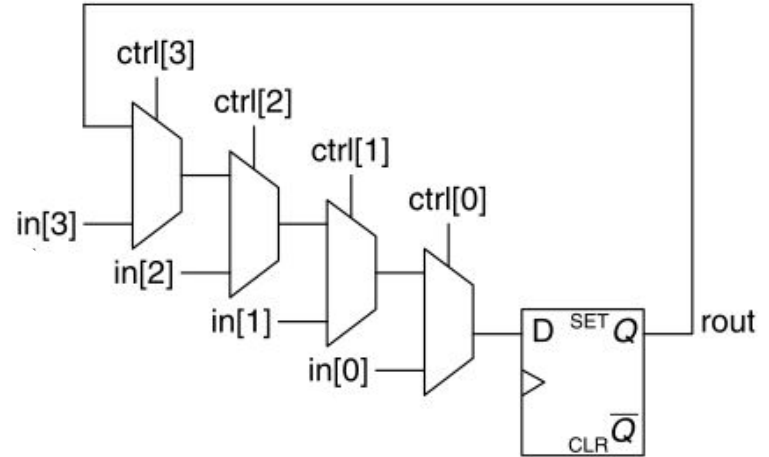 ctrl[3]
ctrl[2]
ctrl[1]
ctrl[0]
in[3]
in[2]
in[1]
in[0]
D SET Q
rout
CLR Q̅